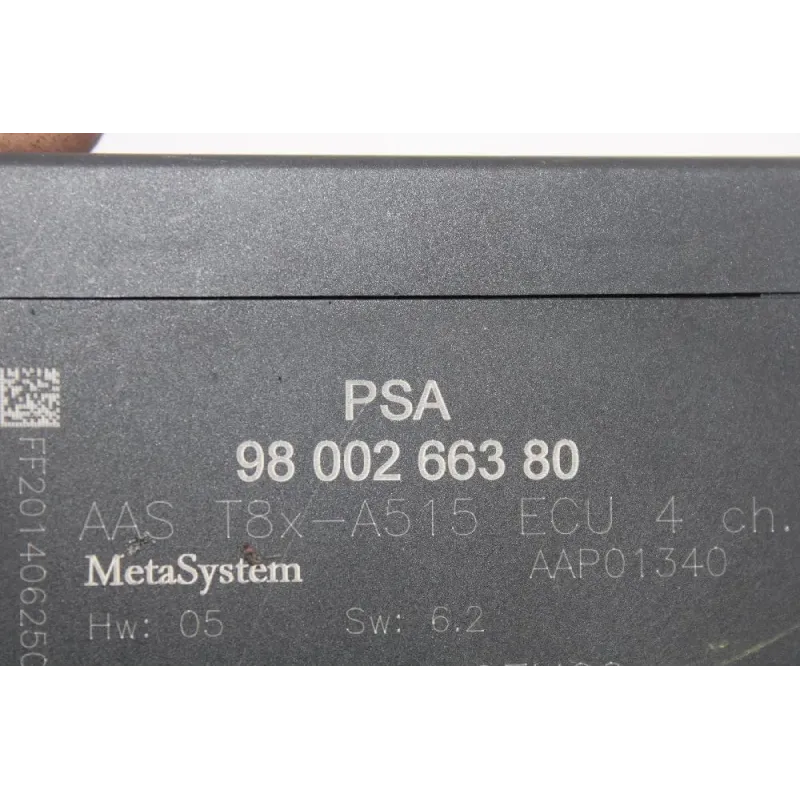 PSA
98 002 663 80
AAS T8x-A515 ECU 4 ch.
MetaSystem
AAP01340
Hw: 05 Sw: 6.2